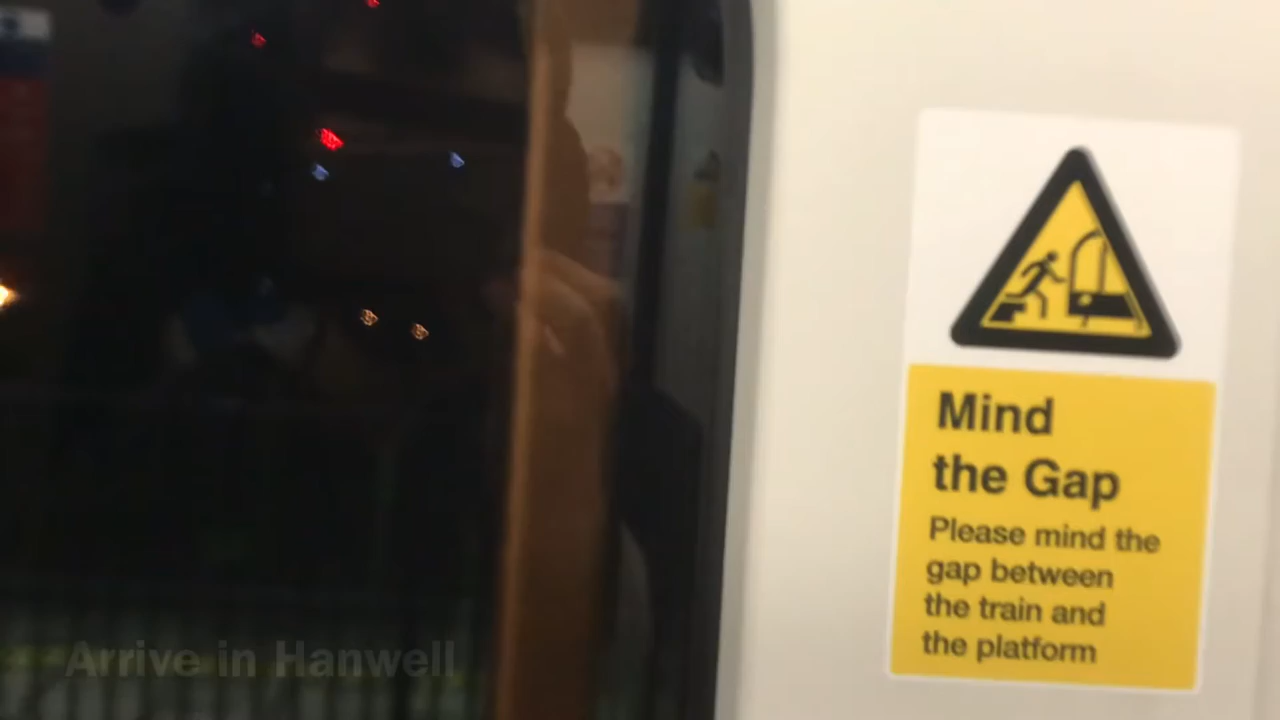 Mind
the Gap
Please mind the
gap between
the train and
the platform
Arrive in Hanwell